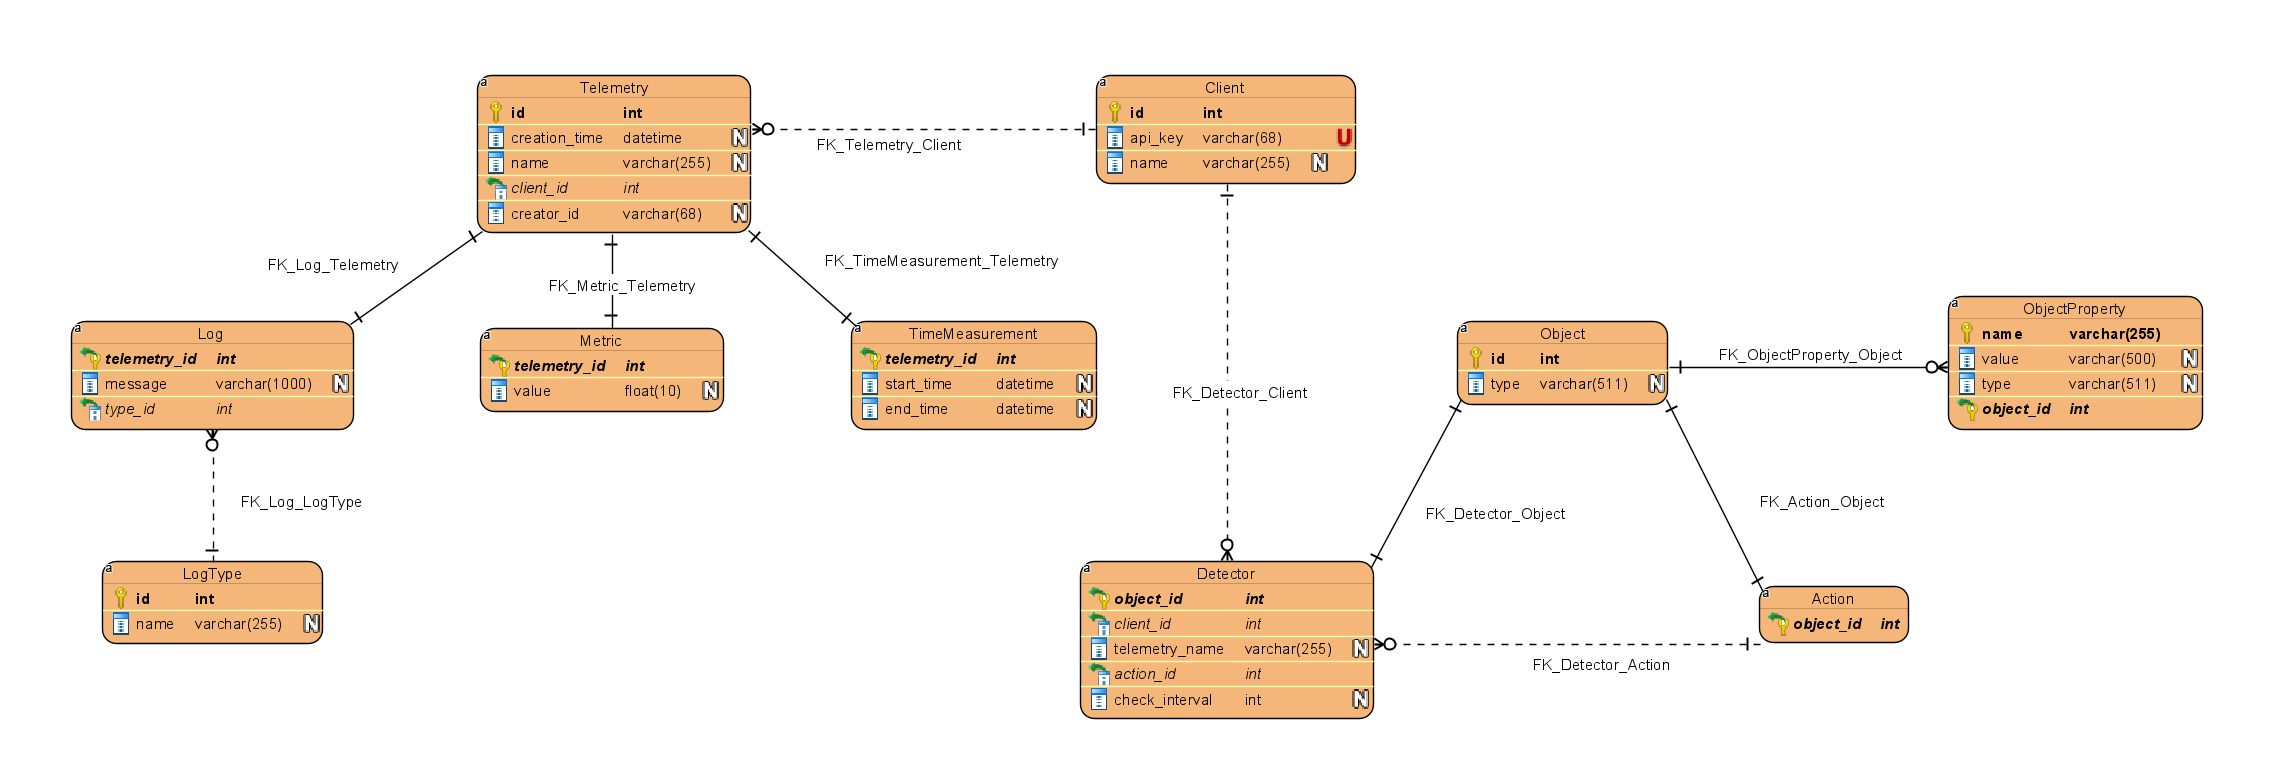 a
Telemetry
id int
creation_time datetime N
name varchar(255) N
client_id int
creator_id varchar(68) N
a
Client
id int
api_key varchar(68) U
name varchar(255) N
FK_Telemetry_Client
FK_Log_Telemetry
FK_Metric_Telemetry
FK_TimeMeasurement_Telemetry
a
Log
telemetry_id int
message varchar(1000) N
type_id int
a
Metric
telemetry_id int
value float(10) N
a
TimeMeasurement
telemetry_id int
start_time datetime N
end_time datetime N
FK_Detector_Client
a
Object
id int
type varchar(511) N
FK_ObjectProperty_Object
a
ObjectProperty
name varchar(255)
value varchar(500) N
type varchar(511) N
object_id int
FK_Log_LogType
FK_Detector_Object
FK_Action_Object
a
LogType
id int
name varchar(255) N
a
Detector
object_id int
client_id int
telemetry_name varchar(255) N
action_id int
check_interval int N
a
Action
object_id int
FK_Detector_Action